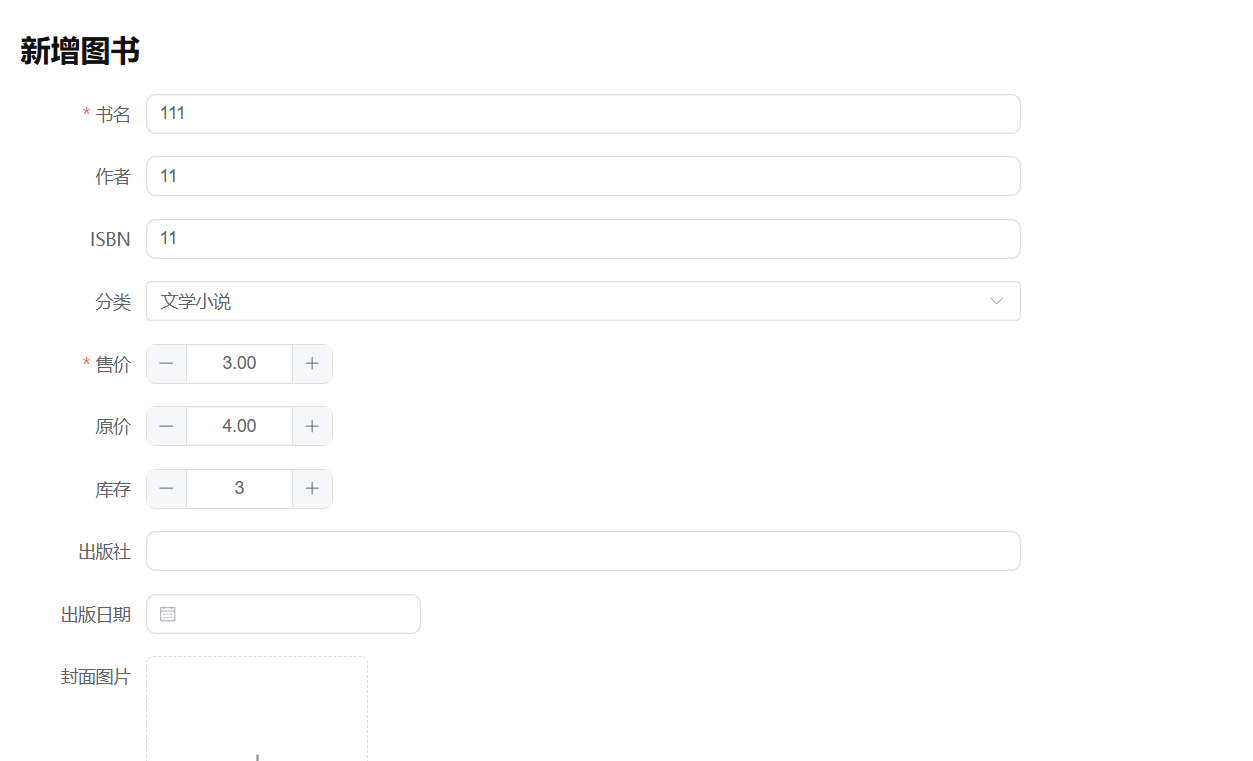 新增图书
* 书名 111
作者 11
ISBN 11
分类 文学小说
* 售价 3.00
原价 4.00
库存 3
出版社
出版日期
封面图片